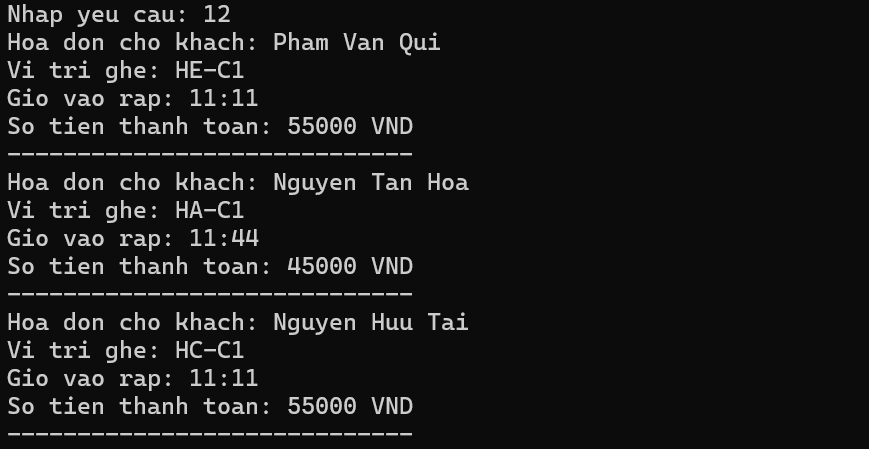 Nhap yeu cau: 12
Hoa don cho khach: Pham Van Qui
Vi tri ghe: HE-C1
Gio vao rap: 11:11
So tien thanh toan: 55000 VND
-----------------------------
Hoa don cho khach: Nguyen Tan Hoa
Vi tri ghe: HA-C1
Gio vao rap: 11:44
So tien thanh toan: 45000 VND
-----------------------------
Hoa don cho khach: Nguyen Huu Tai
Vi tri ghe: HC-C1
Gio vao rap: 11:11
So tien thanh toan: 55000 VND
-----------------------------